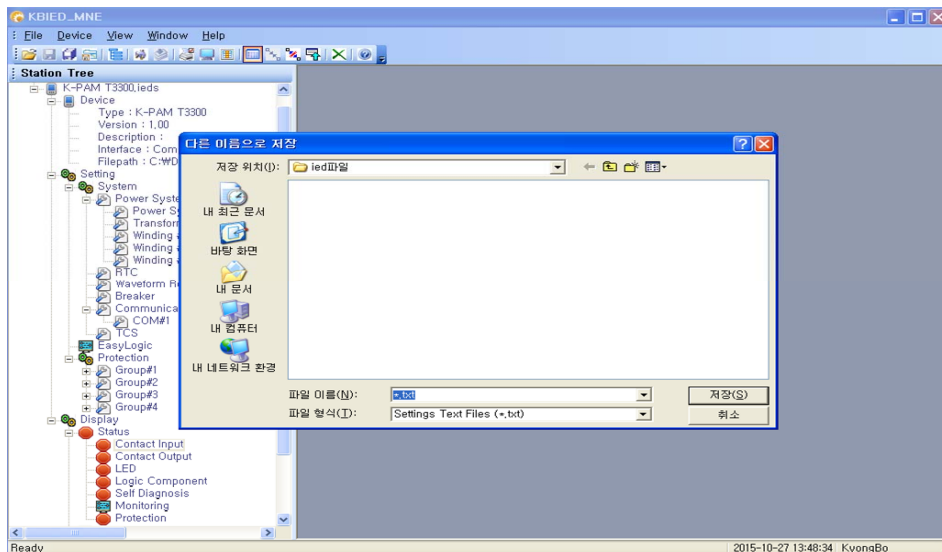 KBIED_MNE
File Device View Window Help
Station Tree
K-PAM T3300.ieds
Device
Type : K-PAM T3300
Version : 1.00
Description :
Interface : Com
Filepath : C:₩D
Setting
System
Power Syste
Power S
Transfor
Winding
Winding
Winding
RTC
Waveform Re
Breaker
Communica
COM#1
TCS
EasyLogic
Protection
Group#1
Group#2
Group#3
Group#4
Display
Status
Contact Input
Contact Output
LED
Logic Component
Self Diagnosis
Monitoring
Protection
다른 이름으로 저장
저장 위치(I): ied파일
내 최근 문서
바탕 화면
내 문서
내 컴퓨터
내 네트워크 환경
파일 이름(N): *.txt 저장(S)
파일 형식(T): Settings Text Files (*.txt) 취소
Ready 2015-10-27 13:48:34 KyongBo